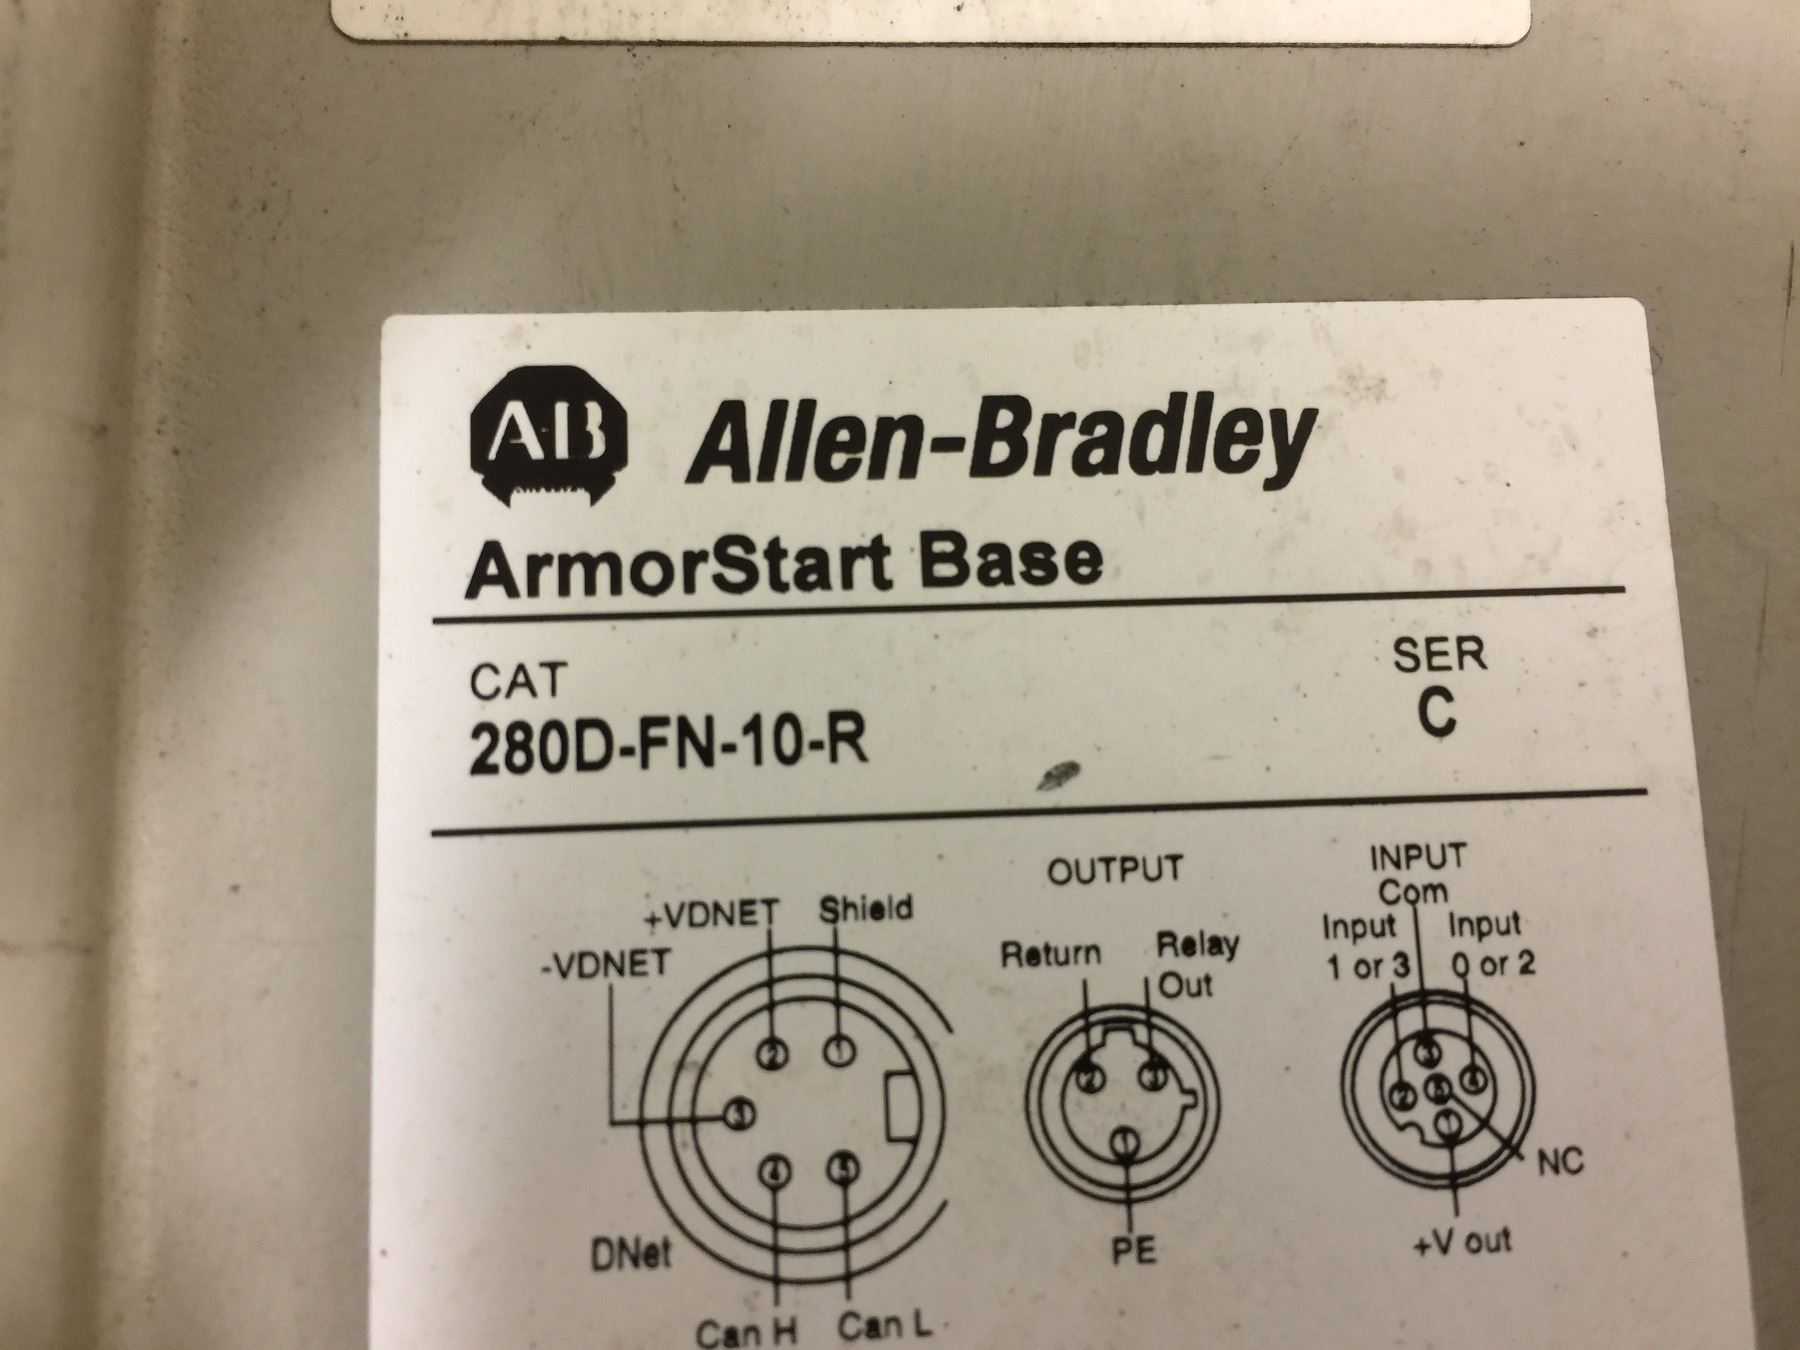 AB Allen-Bradley
ArmorStart Base
CAT
280D-FN-10-R
SER
C
+VDNET Shield
-VDNET
2 1
3
4 5
DNet
Can H Can L
OUTPUT
Return Relay
Out
2 3
1
PE
INPUT
Com
Input Input
1 or 3 0 or 2
3
2 5 4
1
NC
+V out